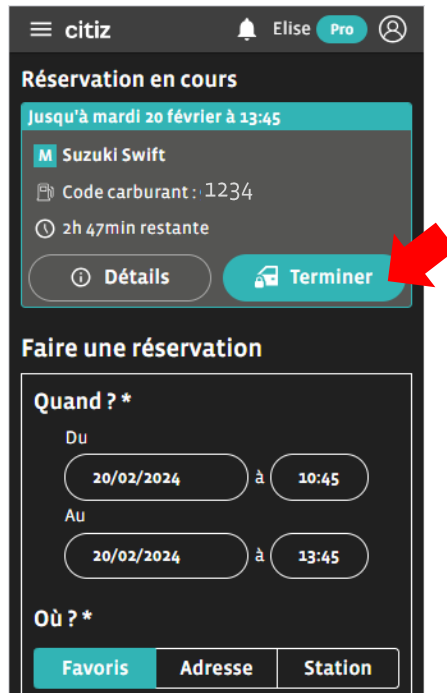 citiz Elise Pro
Réservation en cours
Jusqu'à mardi 20 février à 13:45
M Suzuki Swift
Code carburant : 1234
2h 47min restante
Détails Terminer
Faire une réservation
Quand ? *
Du
20/02/2024 à 10:45
Au
20/02/2024 à 13:45
Où ? *
Favoris Adresse Station